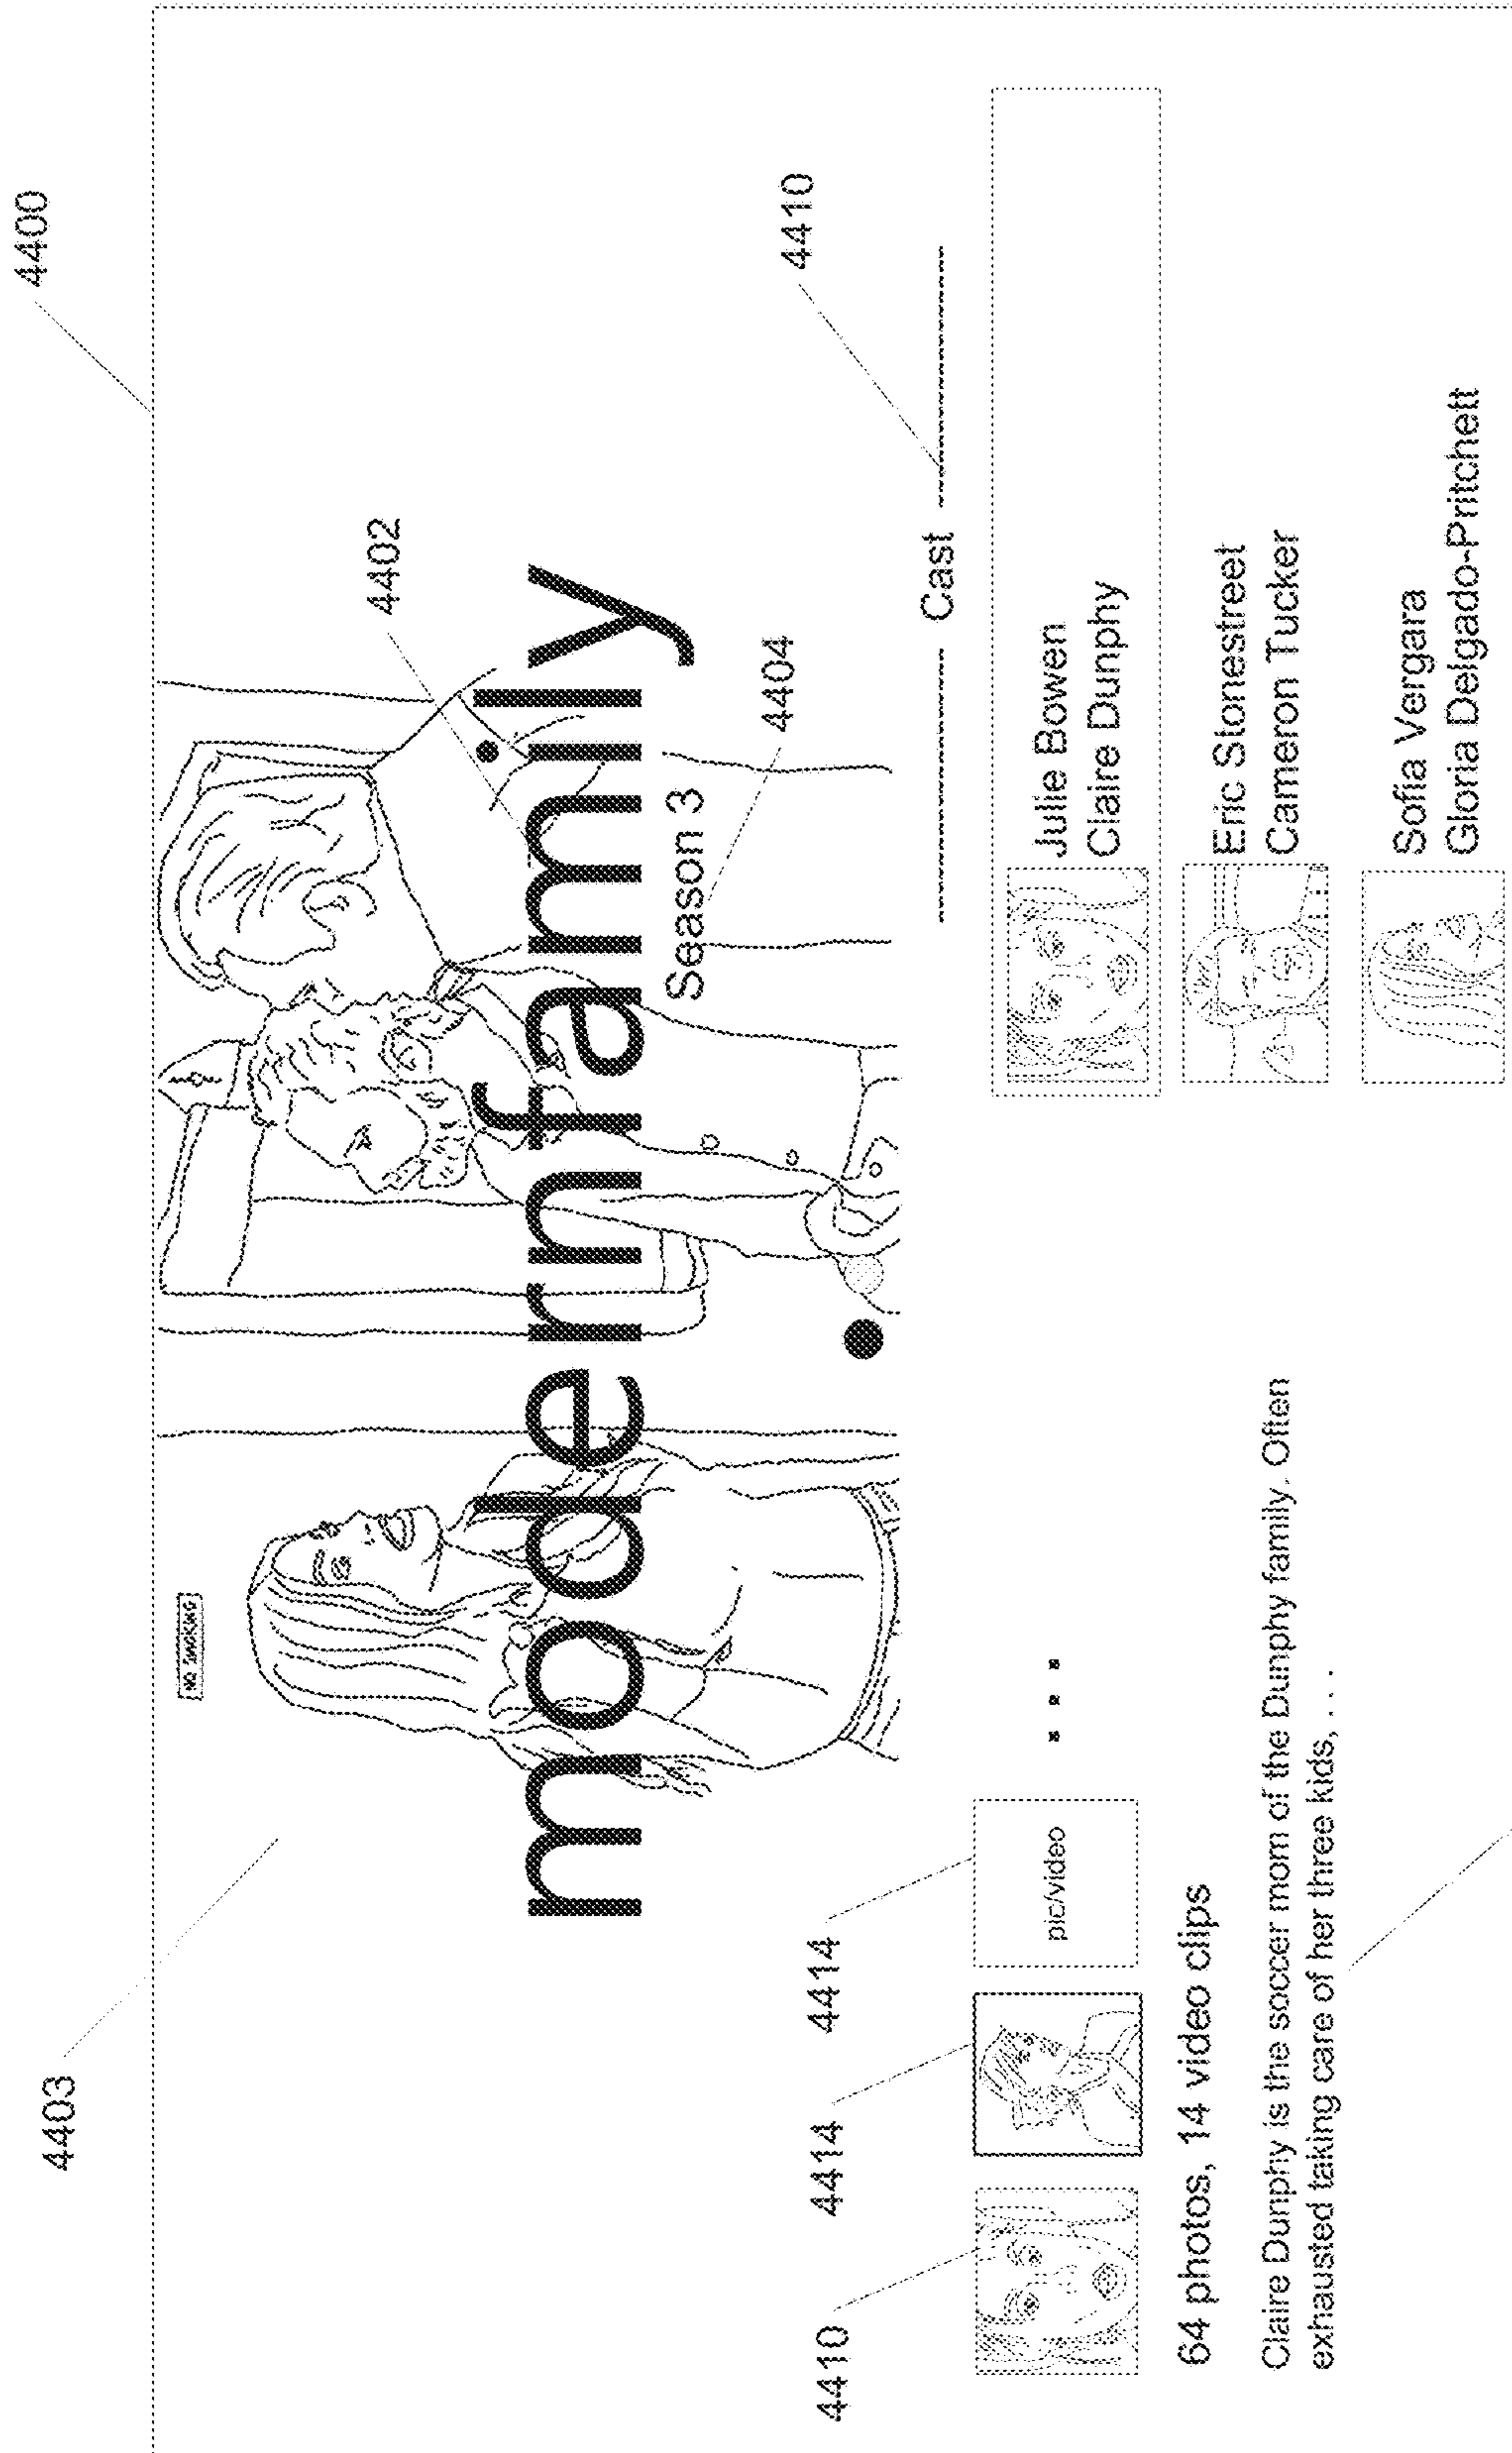 4403
4400
NO SMOKING
4402
modernfamily
Season 3
4404
4410
4414
4414
4410
Cast
pic/video
64 photos, 14 video clips
Claire Dunphy is the soccer mom of the Dunphy family. Often
exhausted taking care of her three kids, . . .
Julie Bowen
Claire Dunphy
Eric Stonestreet
Cameron Tucker
Sofia Vergara
Gloria Delgado-Pritchett